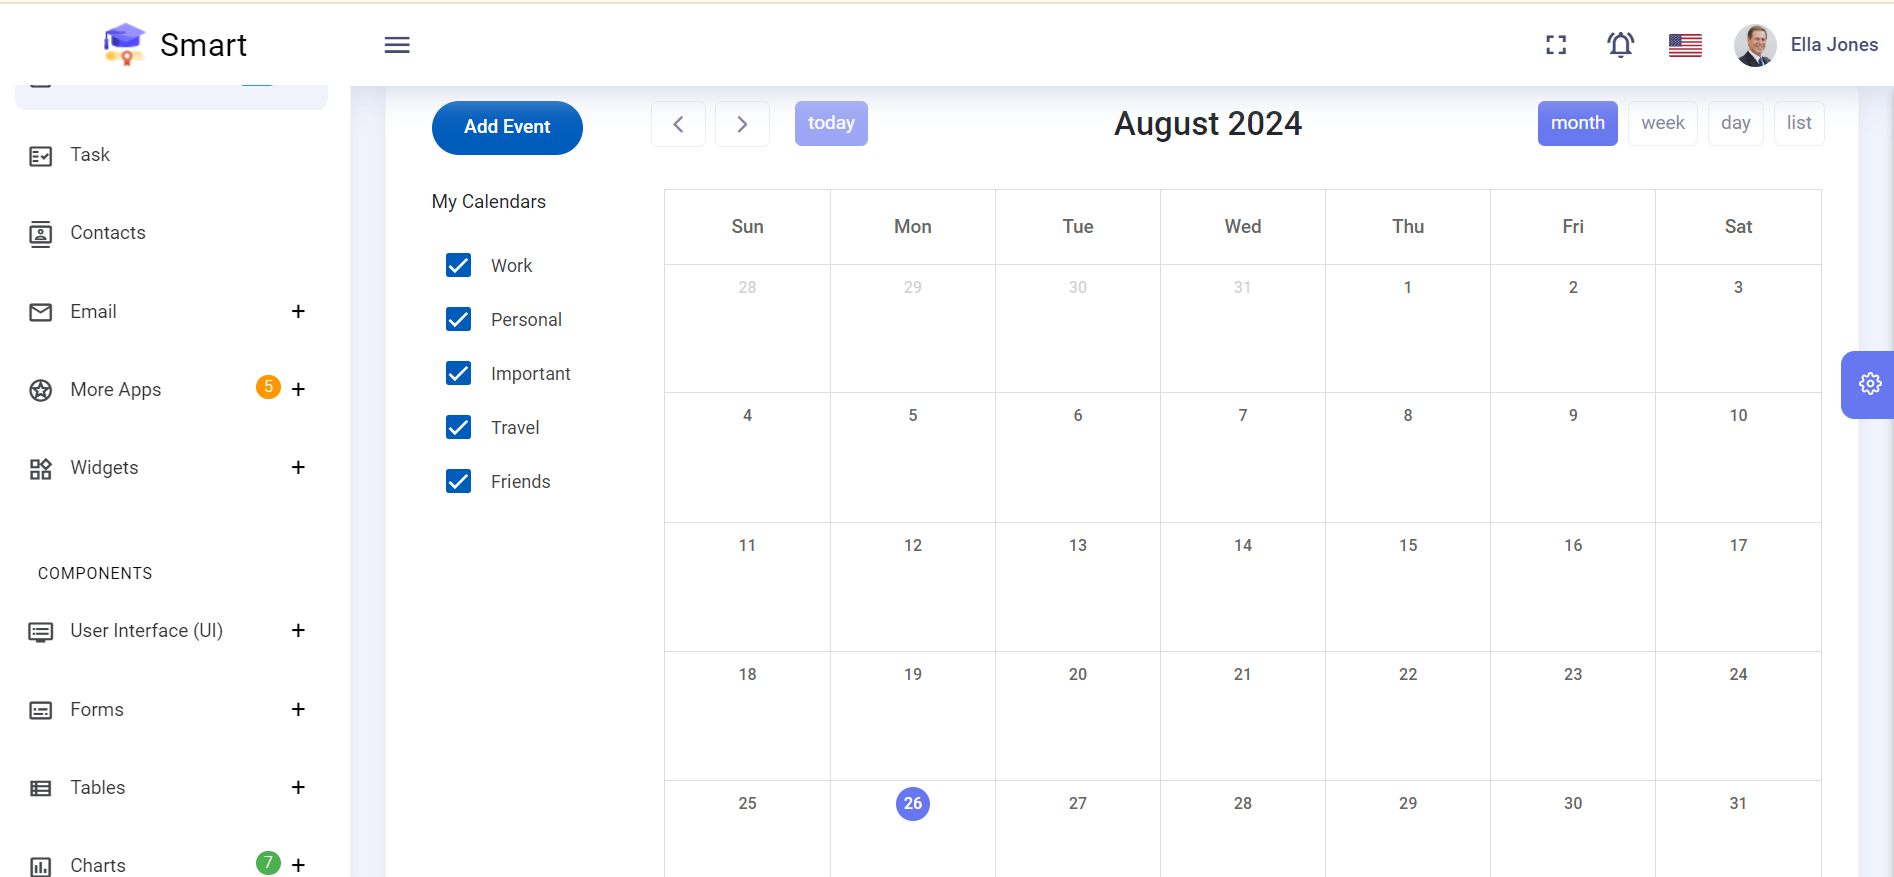 Smart
Ella Jones
Task
Contacts
Email +
More Apps 5 +
Widgets +
COMPONENTS
User Interface (UI) +
Forms +
Tables +
Charts 7 +
Add Event
today
August 2024
month week day list
My Calendars
Work
Personal
Important
Travel
Friends
Sun Mon Tue Wed Thu Fri Sat
28 29 30 31 1 2 3
4 5 6 7 8 9 10
11 12 13 14 15 16 17
18 19 20 21 22 23 24
25 26 27 28 29 30 31